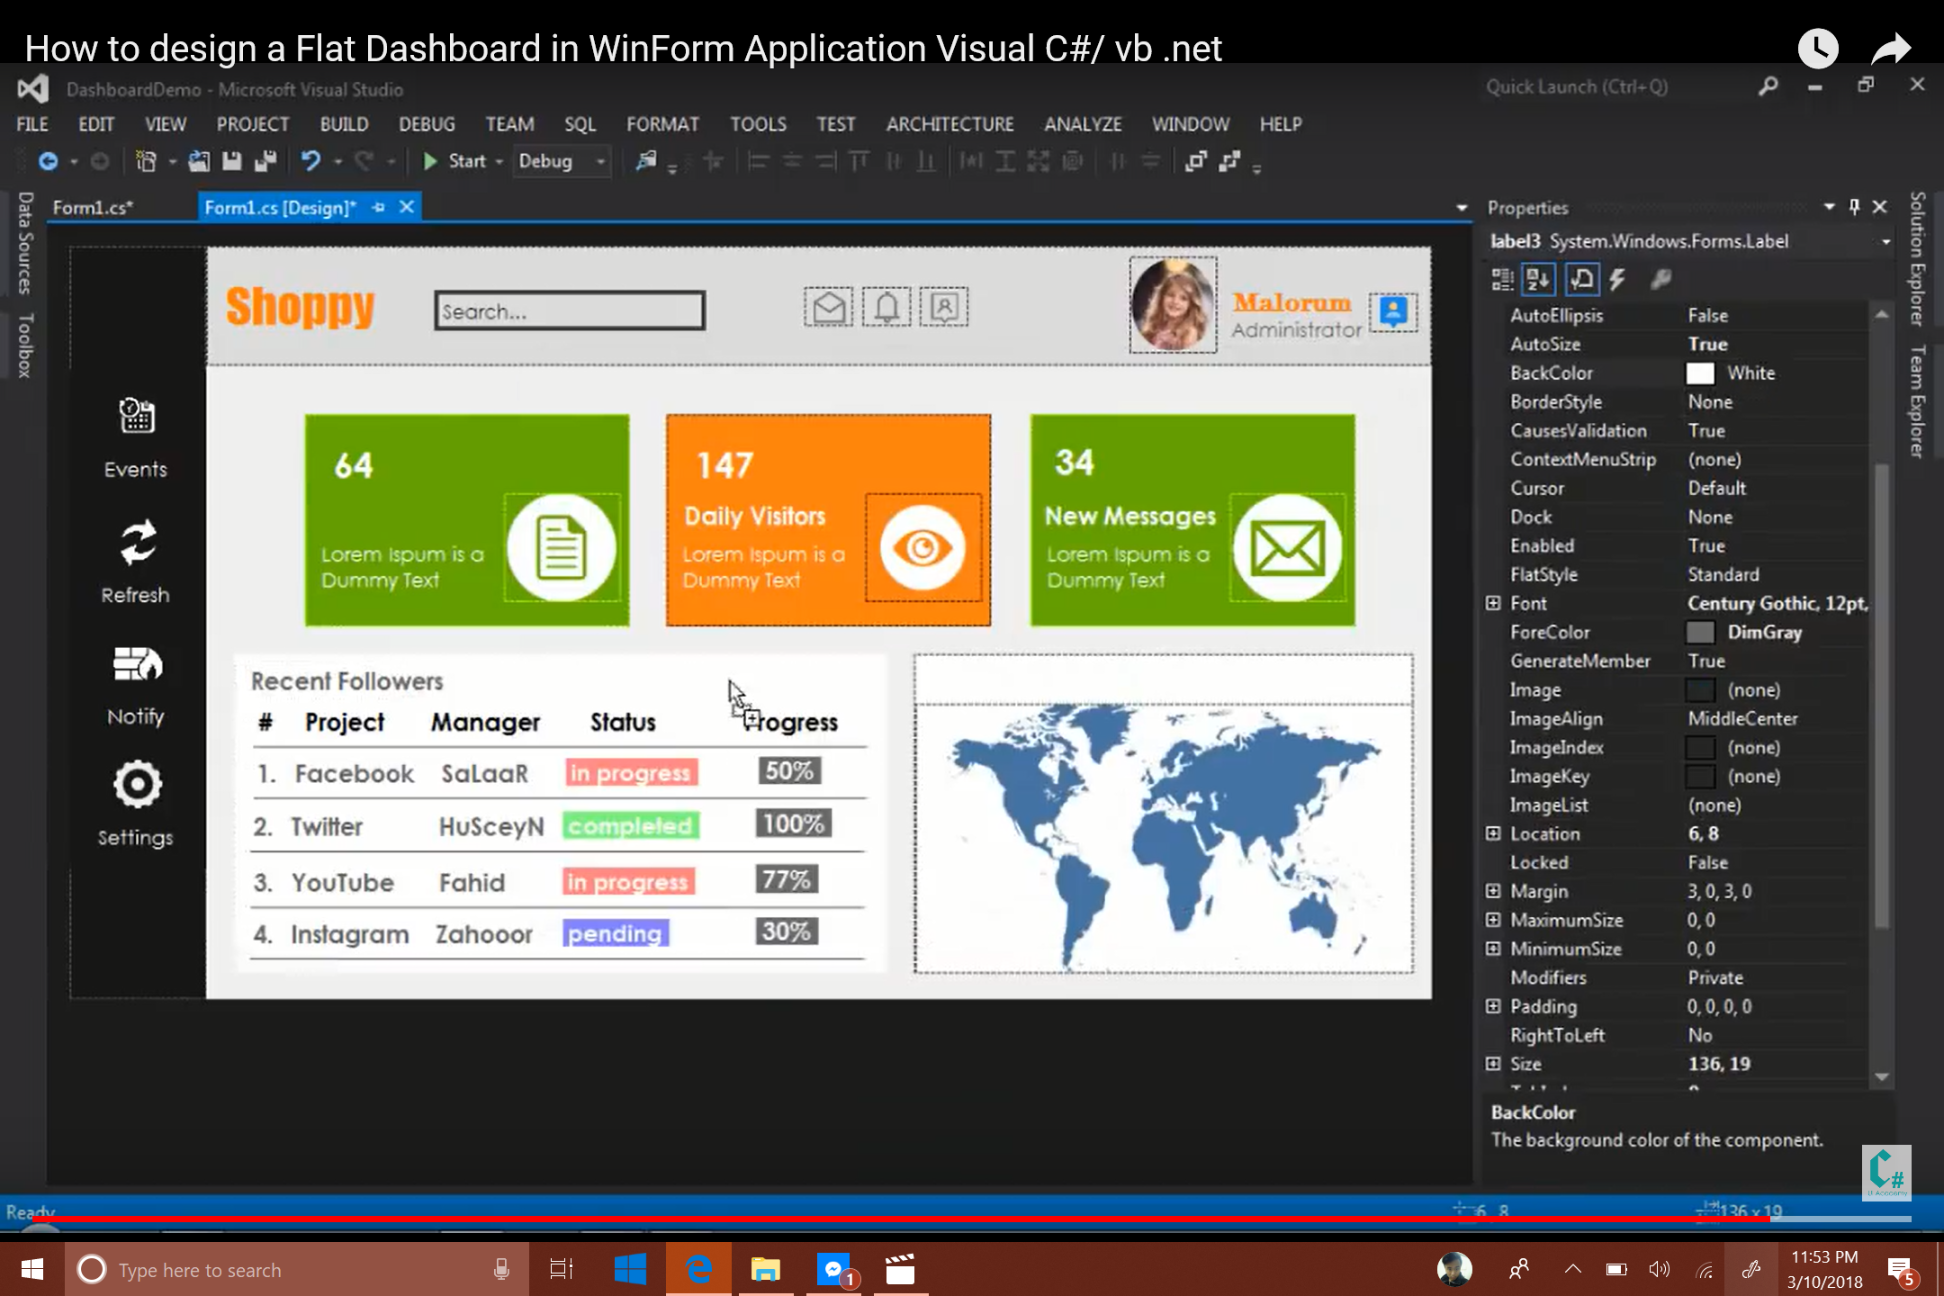 How to design a Flat Dashboard in WinForm Application Visual C#/ vb .net
DashboardDemo - Microsoft Visual Studio
Quick Launch (Ctrl+Q)
FILE EDIT VIEW PROJECT BUILD DEBUG TEAM SQL FORMAT TOOLS TEST ARCHITECTURE ANALYZE WINDOW HELP
Start Debug
Data Sources
Toolbox
Form1.cs* Form1.cs [Design]*
Shoppy
Search...
Malorum
Administrator
Events
Refresh
Notify
Settings
64
Lorem Ispum is a
Dummy Text
147
Daily Visitors
Lorem Ispum is a
Dummy Text
34
New Messages
Lorem Ispum is a
Dummy Text
Recent Followers
# Project Manager Status rogress
1. Facebook SaLaaR in progress 50%
2. Twitter HuSceyN completed 100%
3. YouTube Fahid in progress 77%
4. Instagram Zahooor pending 30%
Properties
label3 System.Windows.Forms.Label
AutoEllipsis False
AutoSize True
BackColor White
BorderStyle None
CausesValidation True
ContextMenuStrip (none)
Cursor Default
Dock None
Enabled True
FlatStyle Standard
Font Century Gothic, 12pt,
ForeColor DimGray
GenerateMember True
Image (none)
ImageAlign MiddleCenter
ImageIndex (none)
ImageKey (none)
ImageList (none)
Location 6, 8
Locked False
Margin 3, 0, 3, 0
MaximumSize 0, 0
MinimumSize 0, 0
Modifiers Private
Padding 0, 0, 0, 0
RightToLeft No
Size 136, 19
BackColor
The background color of the component.
Solution Explorer
Team Explorer
C#
Ready 6, 8 136 x 19
Type here to search
1
11:53 PM
3/10/2018
5